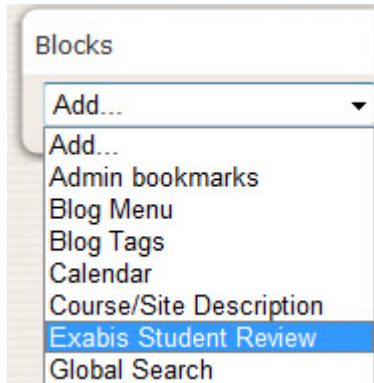 Blocks
Add...
Add...
Admin bookmarks
Blog Menu
Blog Tags
Calendar
Course/Site Description
Exabis Student Review
Global Search